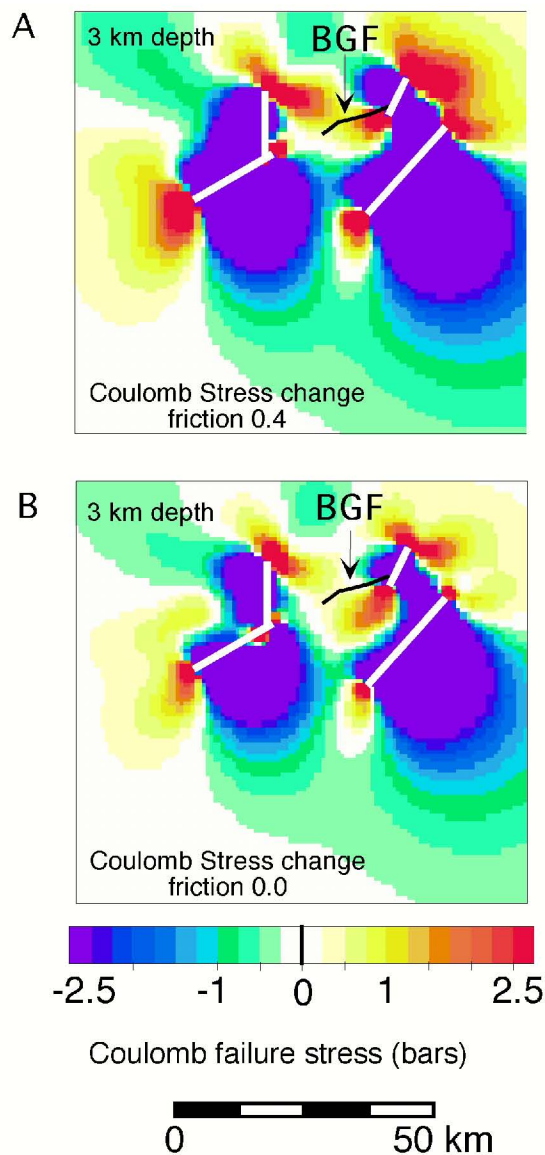 A
3 km depth
BGF
Coulomb Stress change
friction 0.4
B
3 km depth
BGF
Coulomb Stress change
friction 0.0
-2.5 -1 0 1 2.5
Coulomb failure stress (bars)
0 50 km